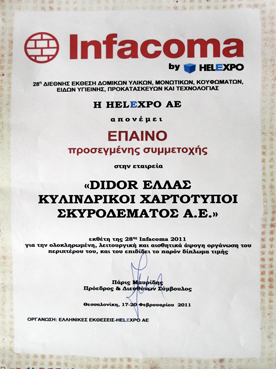 Infacoma
by HELEXPO
28η ΔΙΕΘΝΗΣ ΕΚΘΕΣΗ ΔΟΜΙΚΩΝ ΥΛΙΚΩΝ, ΜΟΝΩΤΙΚΩΝ, ΚΟΥΦΩΜΑΤΩΝ,
ΕΙΔΩΝ ΥΓΙΕΙΝΗΣ, ΠΡΟΚΑΤΑΣΚΕΥΩΝ ΚΑΙ ΤΕΧΝΟΛΟΓΙΑΣ
Η HELEXPO AE
απονέμει
ΕΠΑΙΝΟ
προσεγμένης συμμετοχής
στην εταιρεία
«DIDOR ΕΛΛΑΣ
ΚΥΛΙΝΔΡΙΚΟΙ ΧΑΡΤΟΤΥΠΟΙ
ΣΚΥΡΟΔΕΜΑΤΟΣ Α.Ε.»
εκθέτη της 28ης Infacoma 2011
για την ολοκληρωμένη, λειτουργική και αισθητικά άψογη οργάνωση του
περιπτέρου του, και του επιδίδει το παρόν δίπλωμα τιμής
Πάρις Μαυρίδης
Πρόεδρος & Διευθύνων Σύμβουλος
Θεσσαλονίκη, 17-20 Φεβρουαρίου 2011
ΟΡΓΑΝΩΣΗ: ΕΛΛΗΝΙΚΕΣ ΕΚΘΕΣΕΙΣ-HELEXPO AE